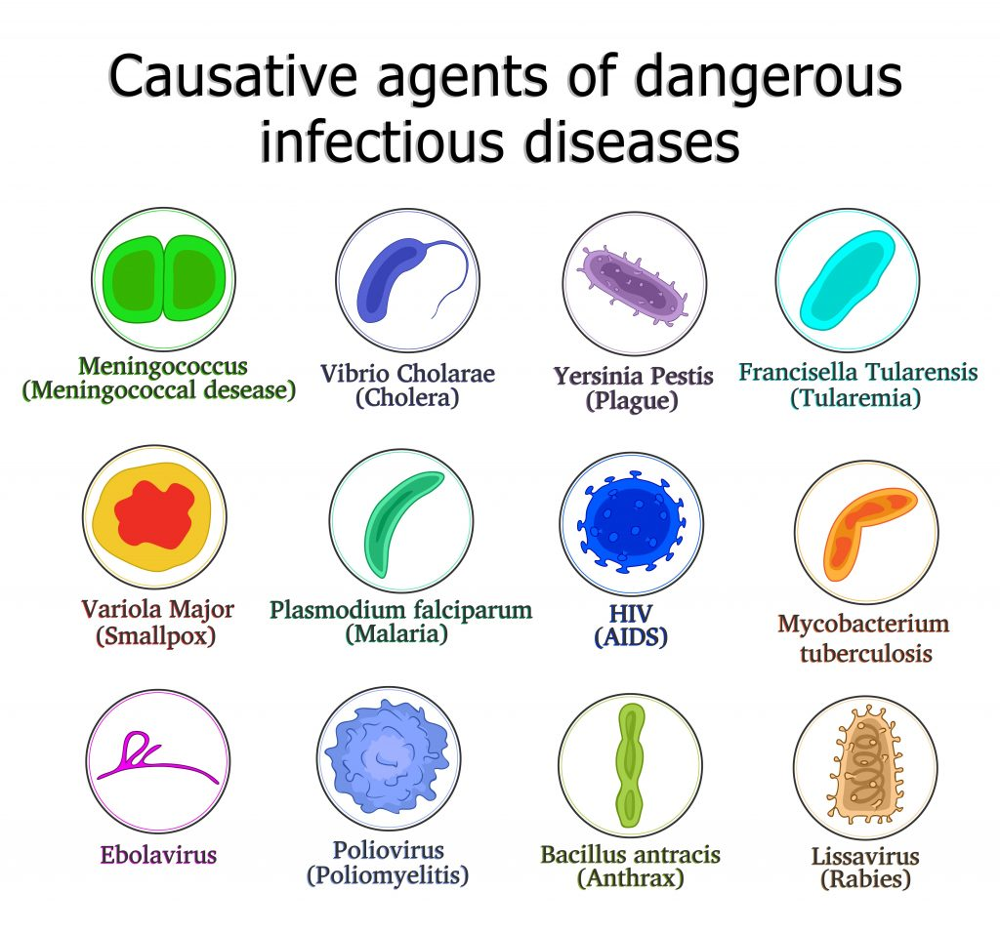 Causative agents of dangerous
infectious diseases
Meningococcus
(Meningococcal desease)
Vibrio Cholarae
(Cholera)
Yersinia Pestis
(Plague)
Francisella Tularensis
(Tularemia)
Variola Major
(Smallpox)
Plasmodium falciparum
(Malaria)
HIV
(AIDS)
Mycobacterium
tuberculosis
Ebolavirus
Poliovirus
(Poliomyelitis)
Bacillus antracis
(Anthrax)
Lissavirus
(Rabies)